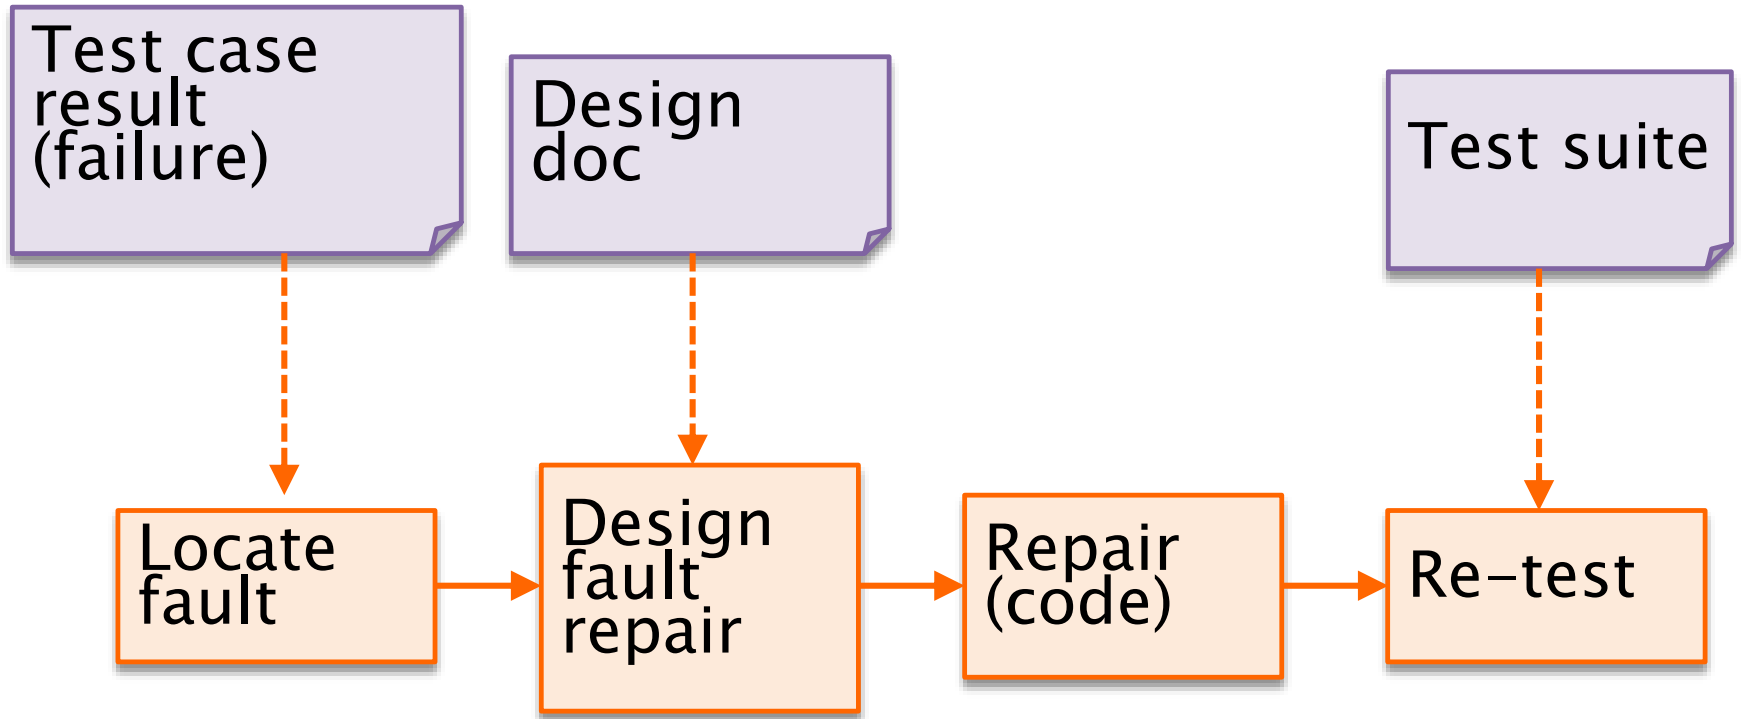 Test case
result
(failure)
Design
doc
Test suite
Locate
fault
Design
fault
repair
Repair
(code)
Re-test